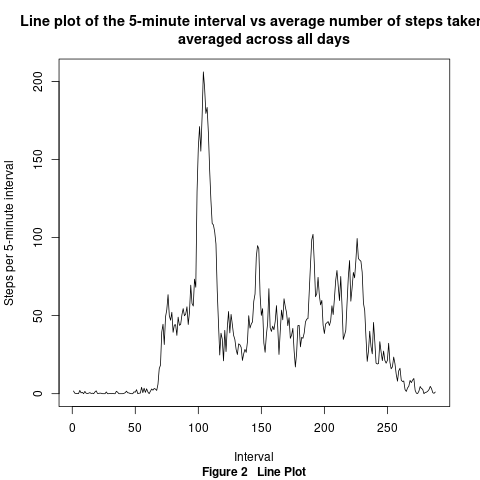 Line plot of the 5-minute interval vs average number of steps taken
averaged across all days
Steps per 5-minute interval
200
150
100
50
0
0 50 100 150 200 250
Interval
Figure 2 Line Plot